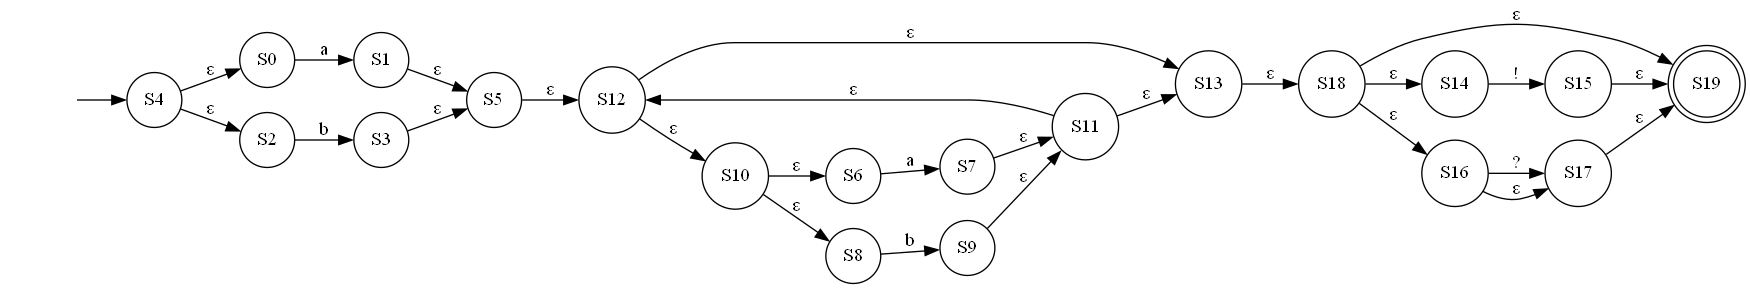 S4
ε
ε
S0
a
S1
ε
S2
b
S3
ε
S5
ε
S12
ε
ε
ε
S10
ε
ε
S6
a
S7
ε
S8
b
S9
ε
S11
ε
S13
ε
S18
ε
ε
ε
S14
!
S15
ε
S16
?
ε
S17
ε
S19